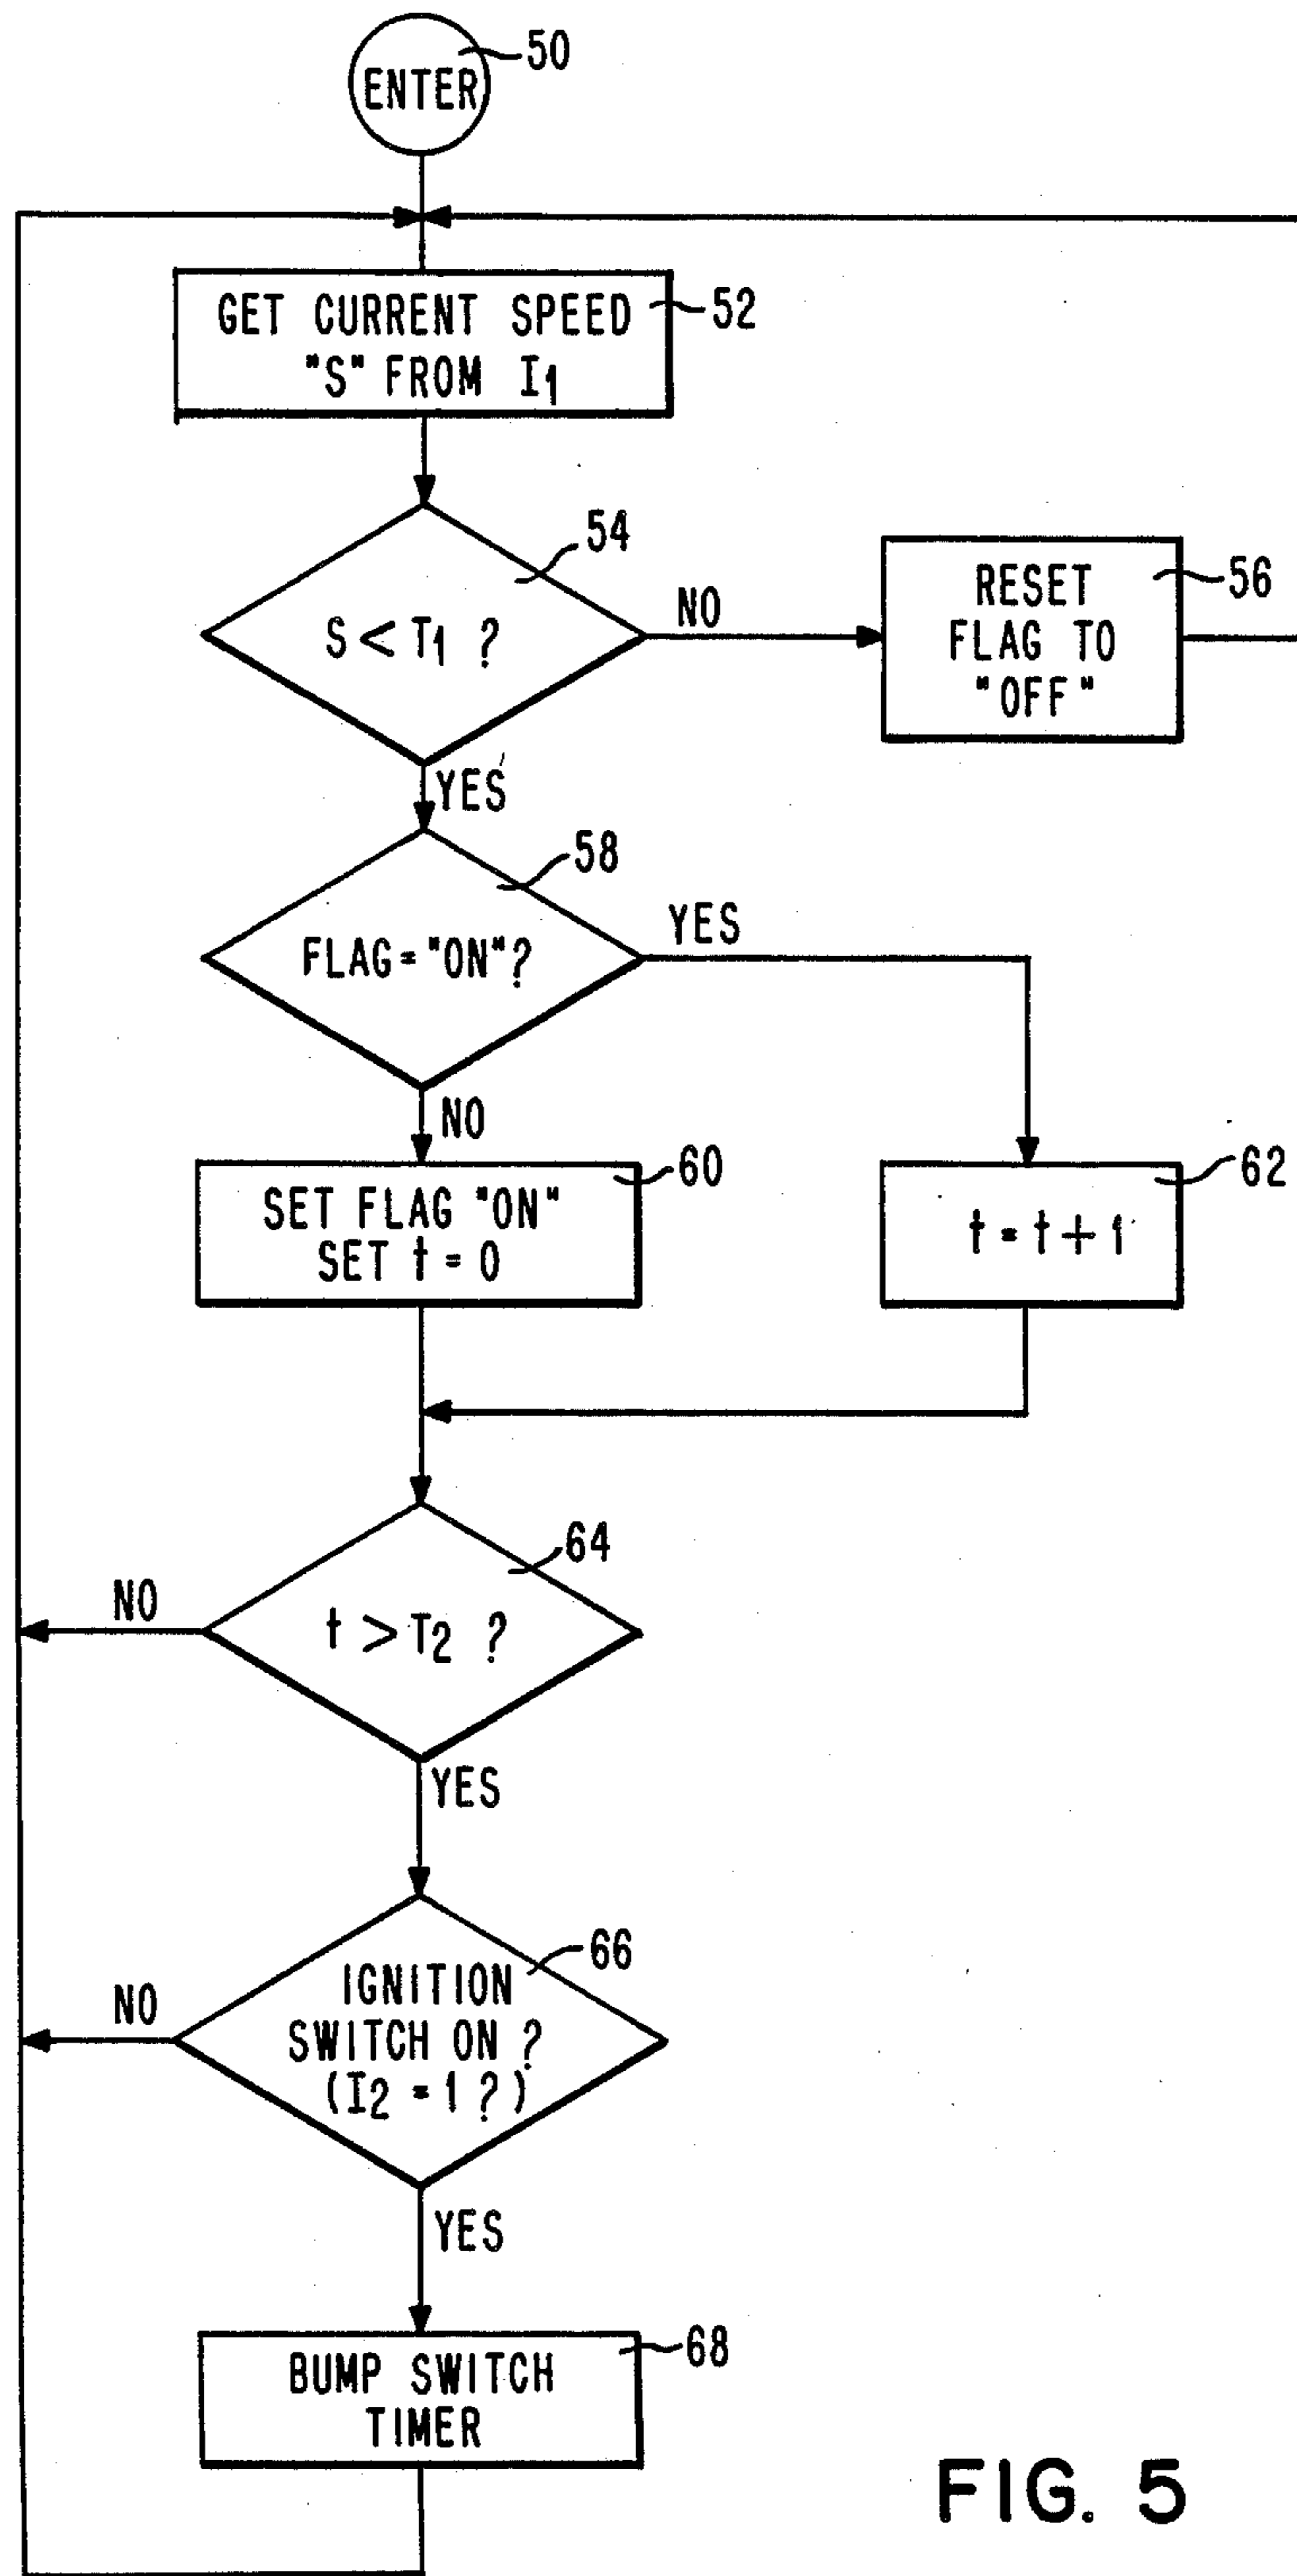 50
ENTER
GET CURRENT SPEED
"S" FROM I1
52
54
S < T1 ?
NO
RESET
FLAG TO
"OFF"
56
YES
58
FLAG = "ON"?
YES
NO
60
SET FLAG "ON"
SET t = 0
62
t = t + 1
64
t > T2 ?
NO
YES
66
IGNITION
SWITCH ON ?
(I2 = 1 ?)
NO
YES
68
BUMP SWITCH
TIMER
FIG. 5